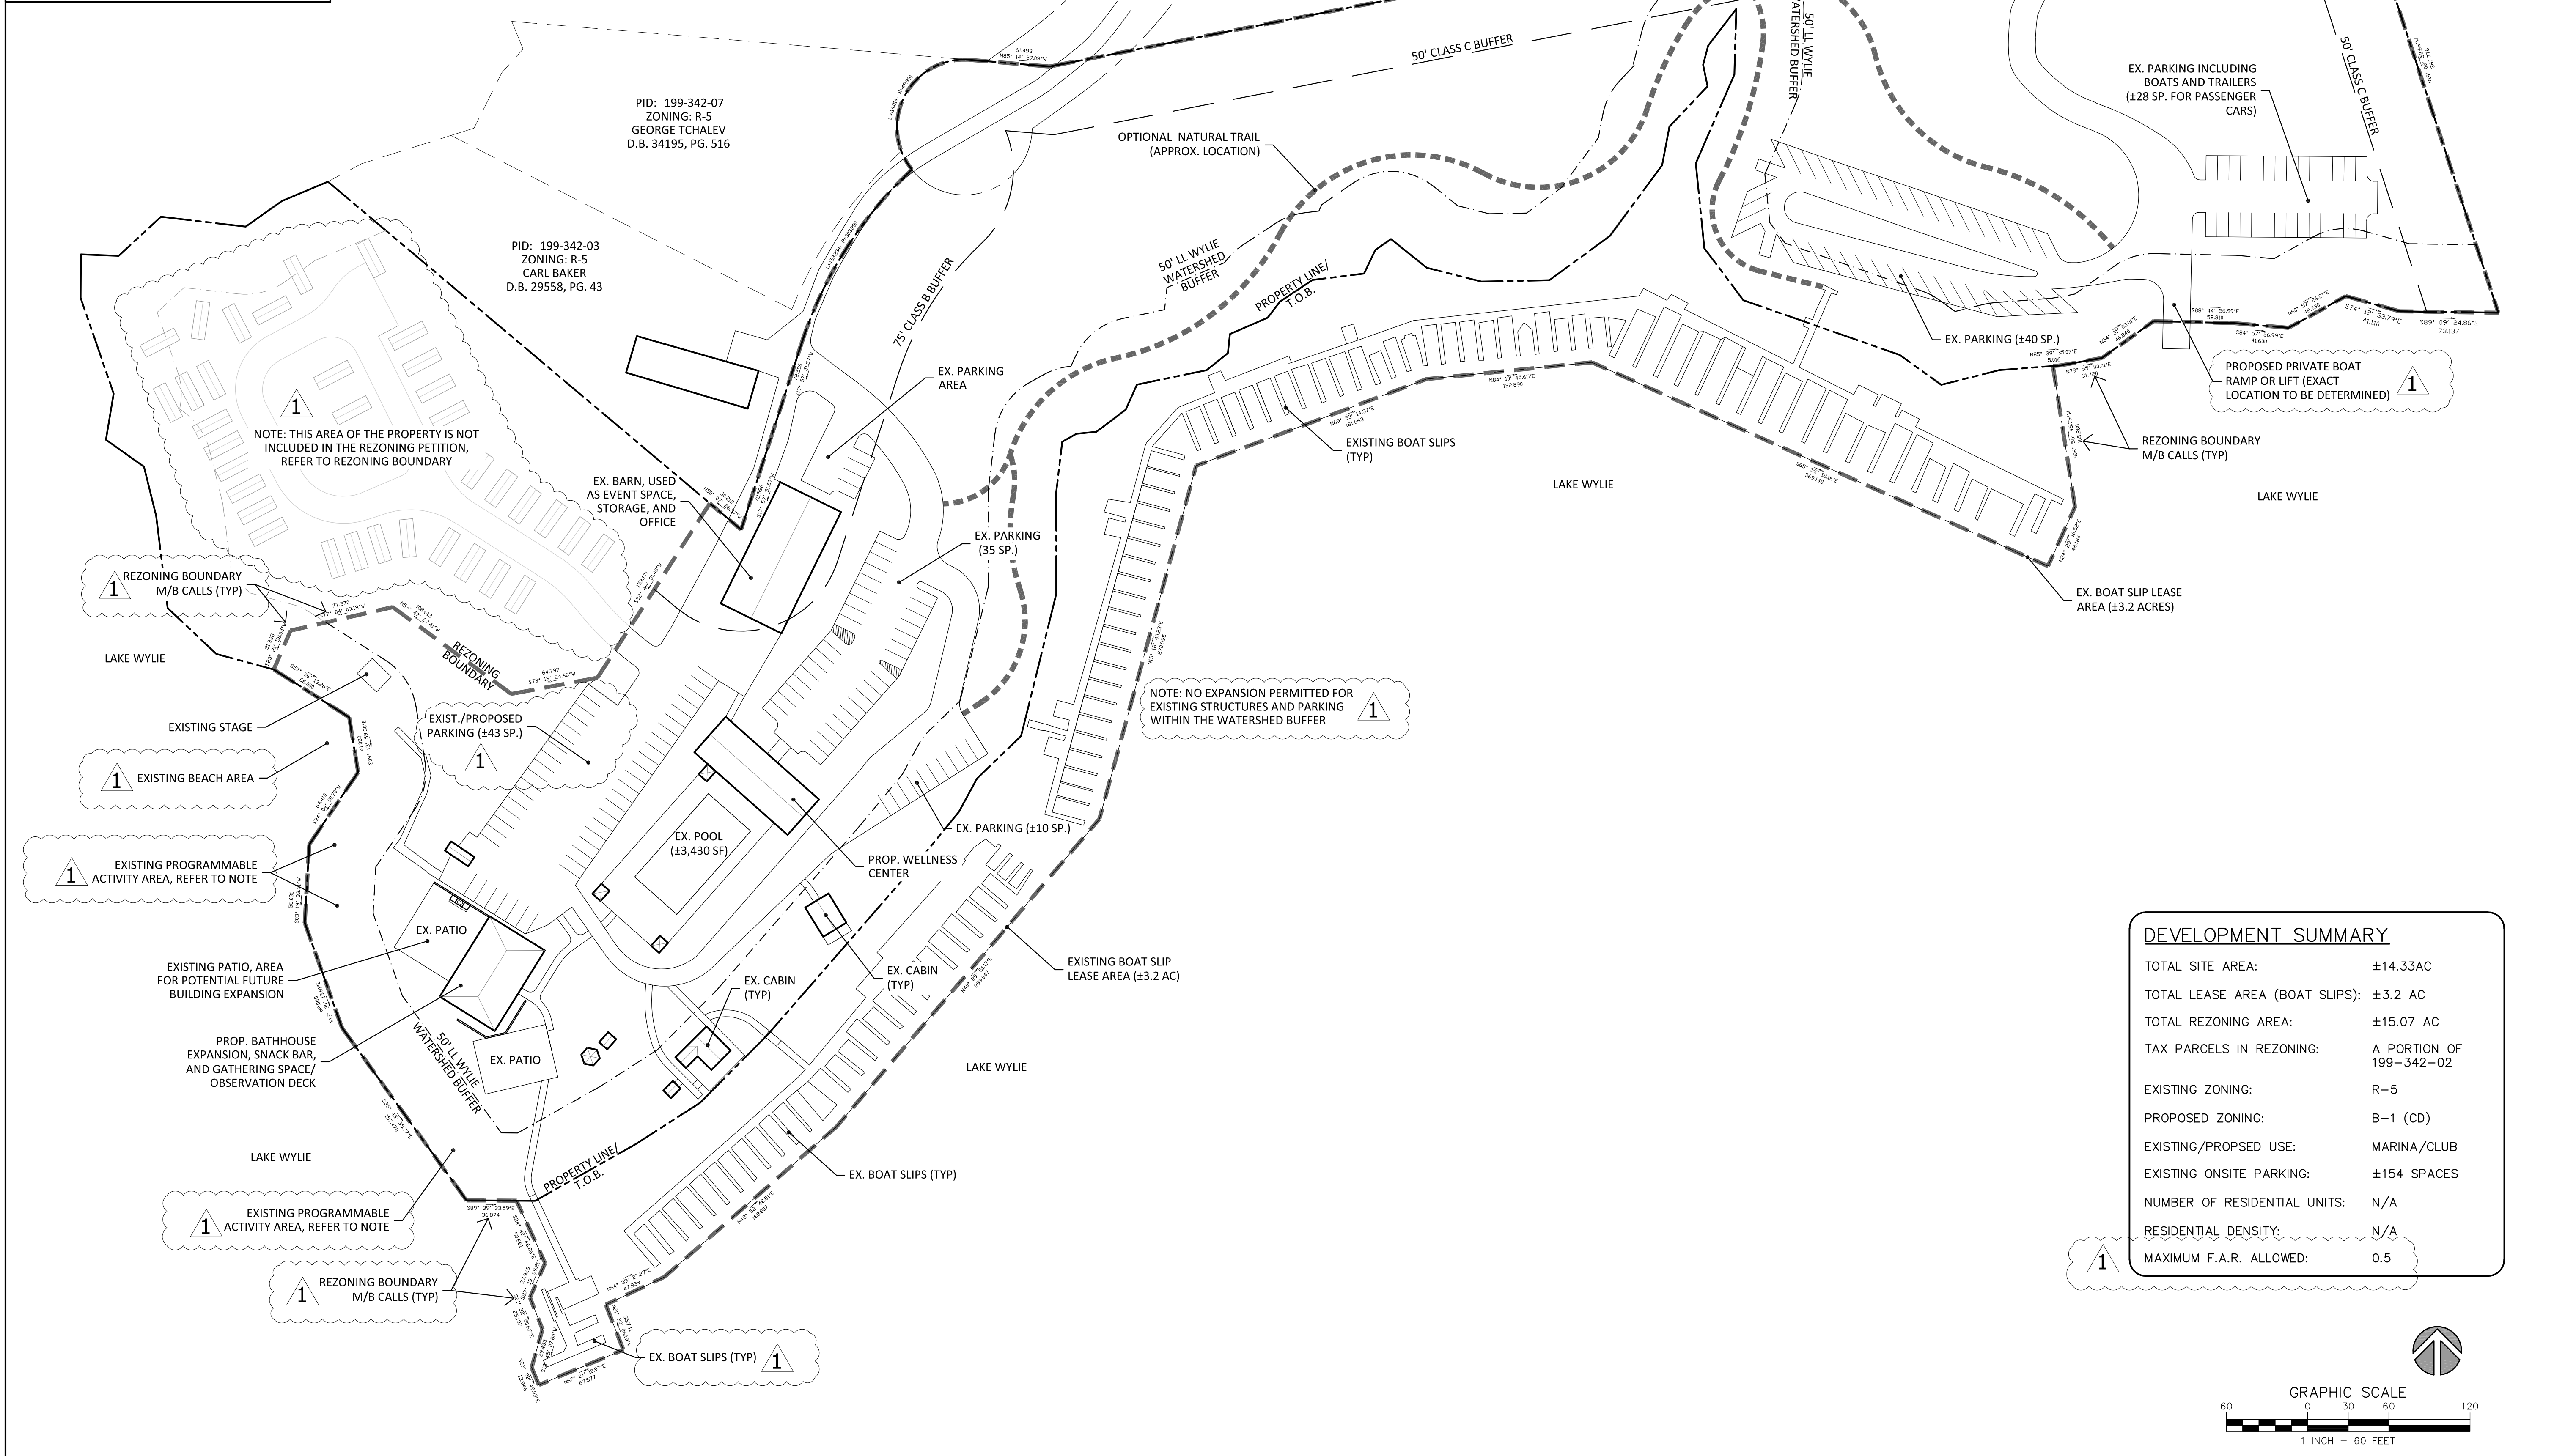 PID: 199-342-07
ZONING: R-5
GEORGE TCHALEV
D.B. 34195, PG. 516
PID: 199-342-03
ZONING: R-5
CARL BAKER
D.B. 29558, PG. 43
61.493
50' CLASS C BUFFER
50' LL WYLIE
WATERSHED BUFFER
50' CLASS C BUFFER
EX. PARKING INCLUDING
BOATS AND TRAILERS
(±28 SP. FOR PASSENGER
CARS)
OPTIONAL NATURAL TRAIL
(APPROX. LOCATION)
50' LL WYLIE
WATERSHED
BUFFER
PROPERTY LINE/
T.O.B.
75' CLASS B BUFFER
EX. PARKING
AREA
EX. PARKING (±40 SP.)
PROPOSED PRIVATE BOAT
RAMP OR LIFT (EXACT
LOCATION TO BE DETERMINED)
1
S89° 09' 24.86"E
73.137
REZONING BOUNDARY
M/B CALLS (TYP)
1
NOTE: THIS AREA OF THE PROPERTY IS NOT
INCLUDED IN THE REZONING PETITION,
REFER TO REZONING BOUNDARY
EXISTING BOAT SLIPS
(TYP)
LAKE WYLIE
LAKE WYLIE
EX. BARN, USED
AS EVENT SPACE,
STORAGE, AND
OFFICE
EX. PARKING
(35 SP.)
EX. BOAT SLIP LEASE
AREA (±3.2 ACRES)
1
REZONING BOUNDARY
M/B CALLS (TYP)
LAKE WYLIE
REZONING
BOUNDARY
EXISTING STAGE
EXIST./PROPOSED
PARKING (±43 SP.)
1
NOTE: NO EXPANSION PERMITTED FOR
EXISTING STRUCTURES AND PARKING
WITHIN THE WATERSHED BUFFER
1
1
EXISTING BEACH AREA
EX. POOL
(±3,430 SF)
EX. PARKING (±10 SP.)
1
EXISTING PROGRAMMABLE
ACTIVITY AREA, REFER TO NOTE
PROP. WELLNESS
CENTER
EX. PATIO
EXISTING PATIO, AREA
FOR POTENTIAL FUTURE
BUILDING EXPANSION
EX. CABIN
(TYP)
EX. CABIN
(TYP)
EXISTING BOAT SLIP
LEASE AREA (±3.2 AC)
PROP. BATHHOUSE
EXPANSION, SNACK BAR,
AND GATHERING SPACE/
OBSERVATION DECK
50' LL WYLIE
WATERSHED BUFFER
EX. PATIO
LAKE WYLIE
LAKE WYLIE
PROPERTY LINE/
T.O.B.
EX. BOAT SLIPS (TYP)
1
EXISTING PROGRAMMABLE
ACTIVITY AREA, REFER TO NOTE
S89° 39' 33.59"E
36.874
1
REZONING BOUNDARY
M/B CALLS (TYP)
EX. BOAT SLIPS (TYP)
1
DEVELOPMENT SUMMARY
TOTAL SITE AREA: ±14.33AC
TOTAL LEASE AREA (BOAT SLIPS): ±3.2 AC
TOTAL REZONING AREA: ±15.07 AC
TAX PARCELS IN REZONING: A PORTION OF
199-342-02
EXISTING ZONING: R-5
PROPOSED ZONING: B-1 (CD)
EXISTING/PROPSED USE: MARINA/CLUB
EXISTING ONSITE PARKING: ±154 SPACES
NUMBER OF RESIDENTIAL UNITS: N/A
RESIDENTIAL DENSITY: N/A
1
MAXIMUM F.A.R. ALLOWED: 0.5
GRAPHIC SCALE
60 0 30 60 120
1 INCH = 60 FEET